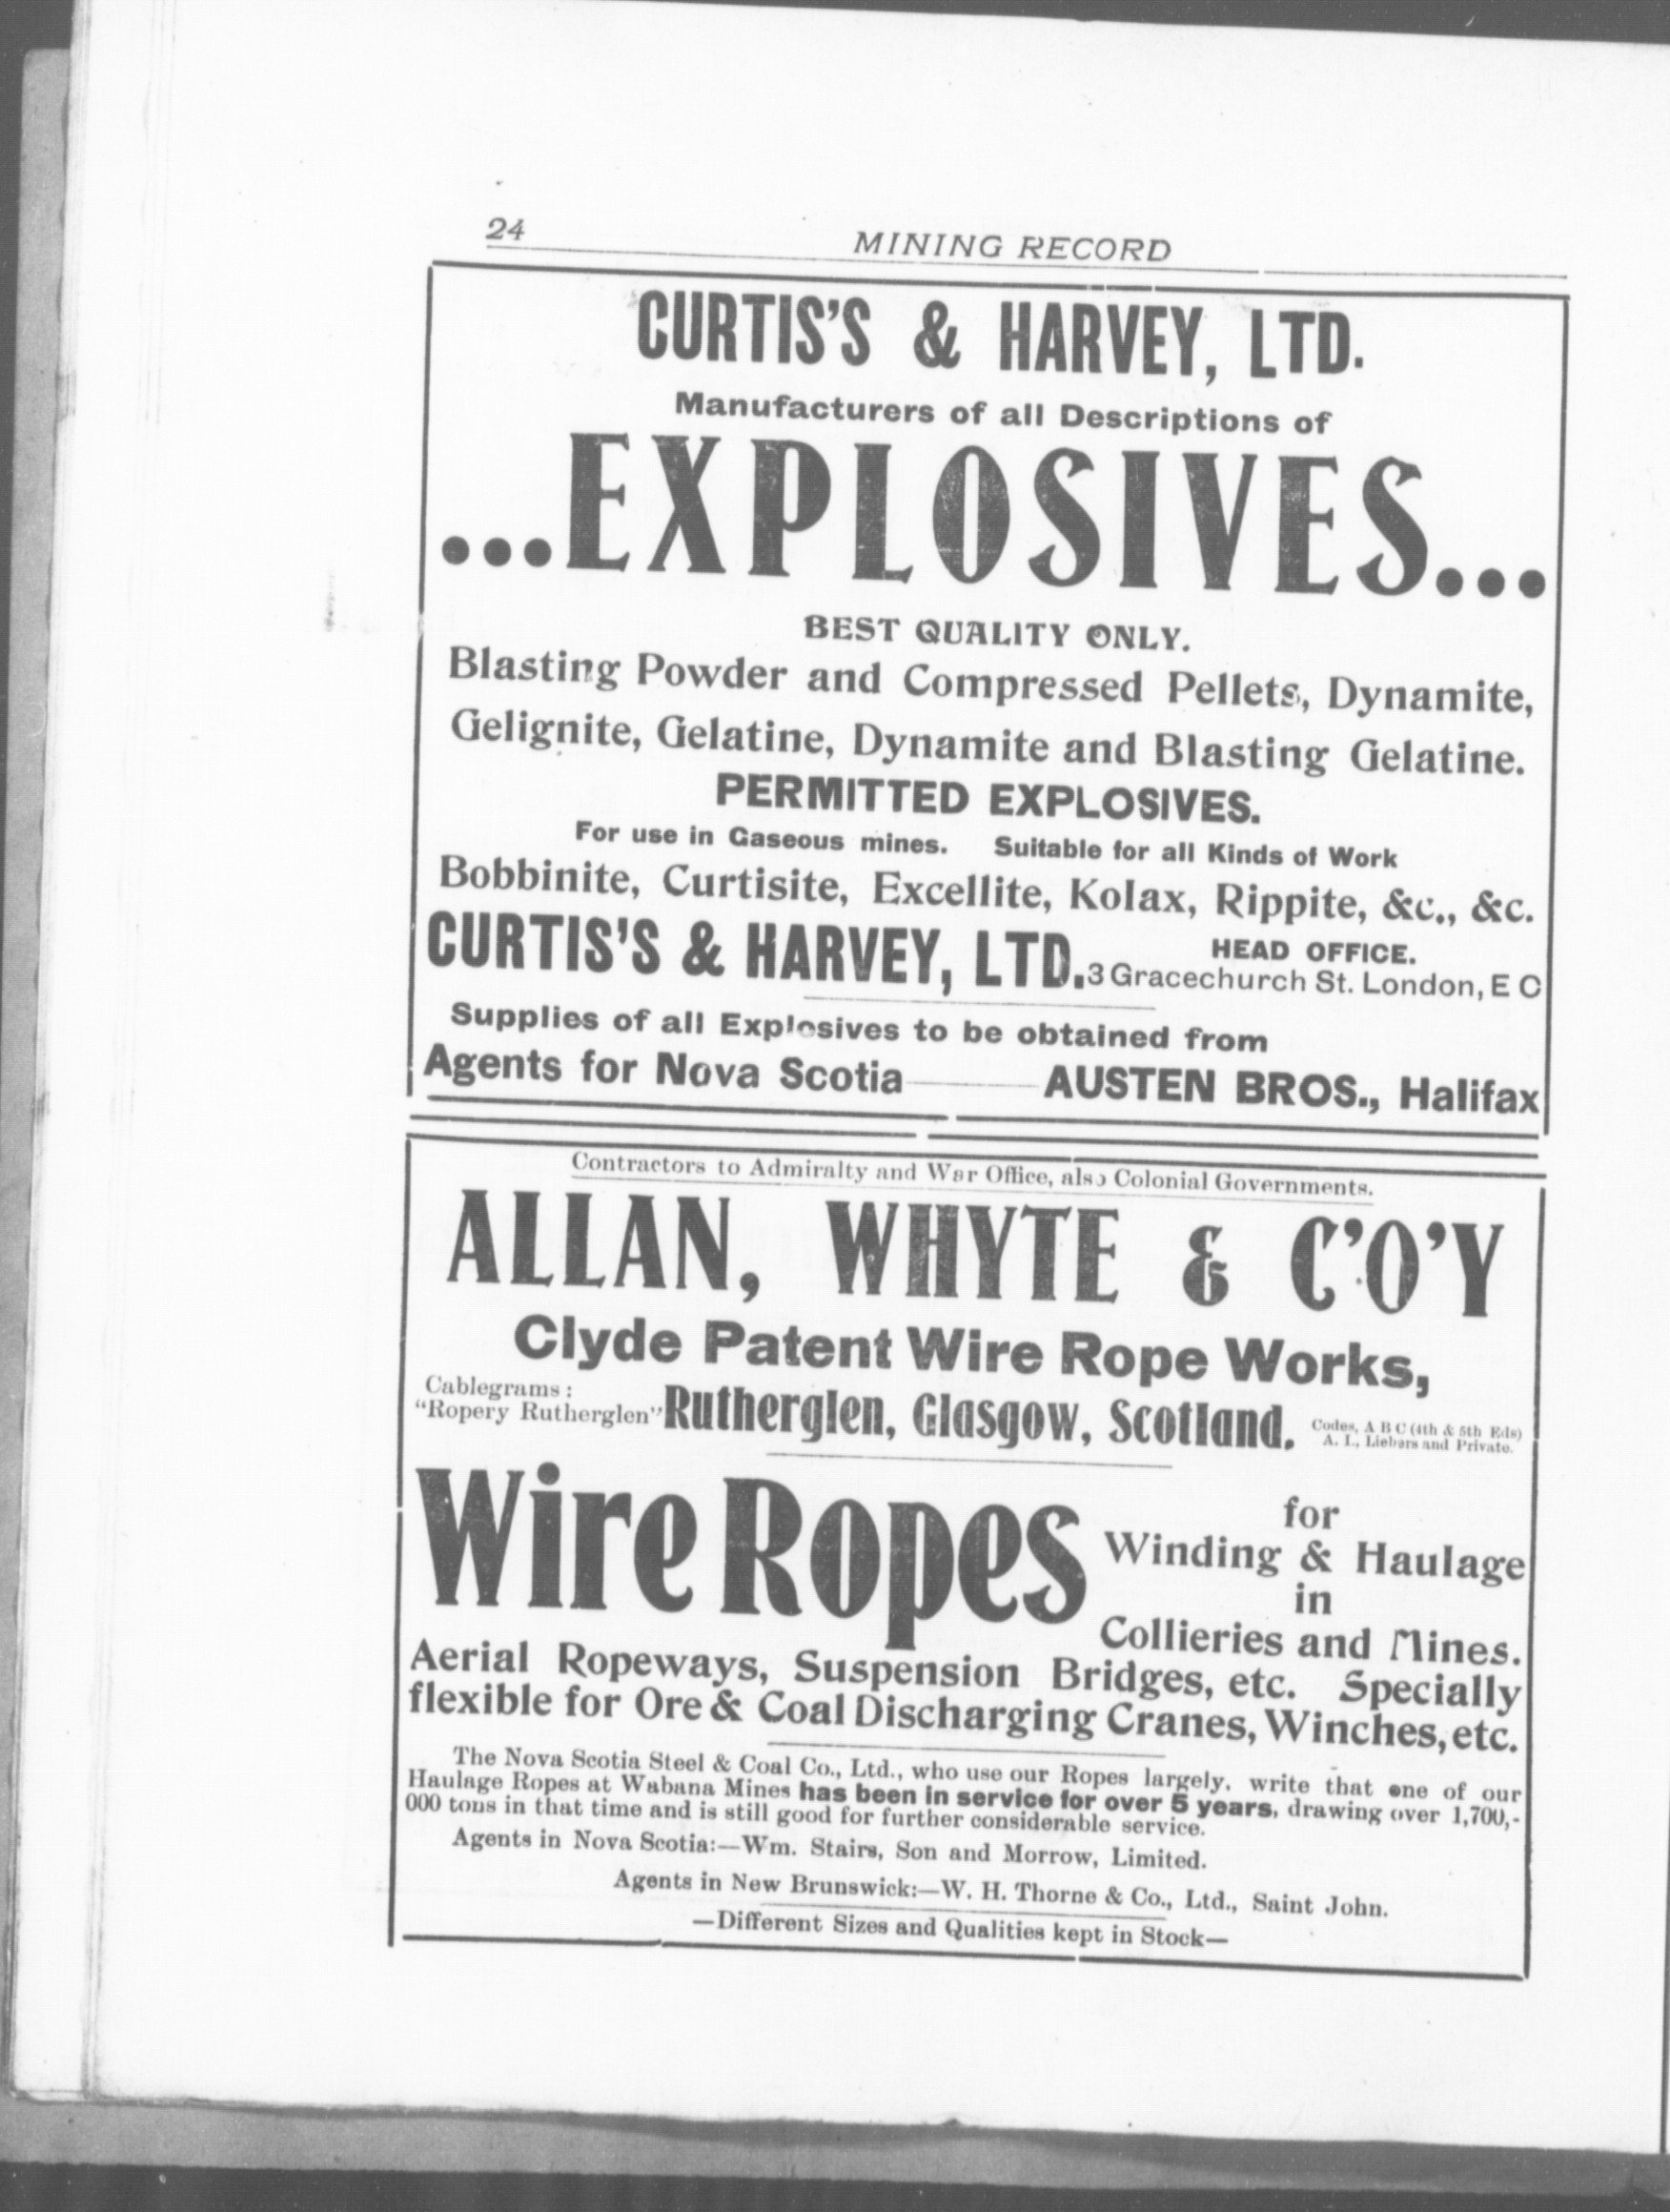 24
MINING RECORD
CURTIS'S & HARVEY, LTD.
Manufacturers of all Descriptions of
...EXPLOSIVES...
BEST QUALITY ONLY.
Blasting Powder and Compressed Pellets, Dynamite,
Gelignite, Gelatine, Dynamite and Blasting Gelatine.
PERMITTED EXPLOSIVES.
For use in Gaseous mines. Suitable for all Kinds of Work
Bobbinite, Curtisite, Excellite, Kolax, Rippite, &c., &c.
CURTIS'S & HARVEY, LTD.
HEAD OFFICE.
3 Gracechurch St. London, E C
Supplies of all Explosives to be obtained from
Agents for Nova Scotia AUSTEN BROS., Halifax
Contractors to Admiralty and War Office, also Colonial Governments.
ALLAN, WHYTE & C'O'Y
Clyde Patent Wire Rope Works,
Cablegrams:
"Ropery Rutherglen"
Rutherglen, Glasgow, Scotland.
Codes, A B C (4th & 5th Eds)
A. I., Liebers and Private.
Wire Ropes
for
Winding & Haulage
in
Collieries and Mines.
Aerial Ropeways, Suspension Bridges, etc. Specially
flexible for Ore & Coal Discharging Cranes, Winches, etc.
The Nova Scotia Steel & Coal Co., Ltd., who use our Ropes largely, write that one of our
Haulage Ropes at Wabana Mines has been in service for over 5 years, drawing over 1,700,-
000 tons in that time and is still good for further considerable service.
Agents in Nova Scotia:—Wm. Stairs, Son and Morrow, Limited.
Agents in New Brunswick:—W. H. Thorne & Co., Ltd., Saint John.
—Different Sizes and Qualities kept in Stock—